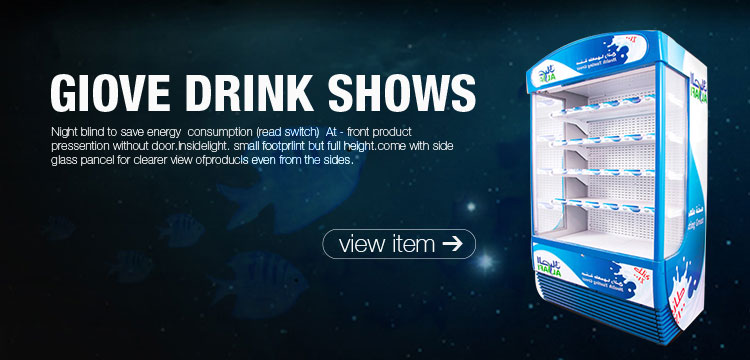 GIOVE DRINK SHOWS
Night blind to save energy consumption (read switch) At - front product
pressention without door.Insidelight. small footprlint but full height.come with side
glass pancel for clearer view ofproducls even from the sides.
view item →